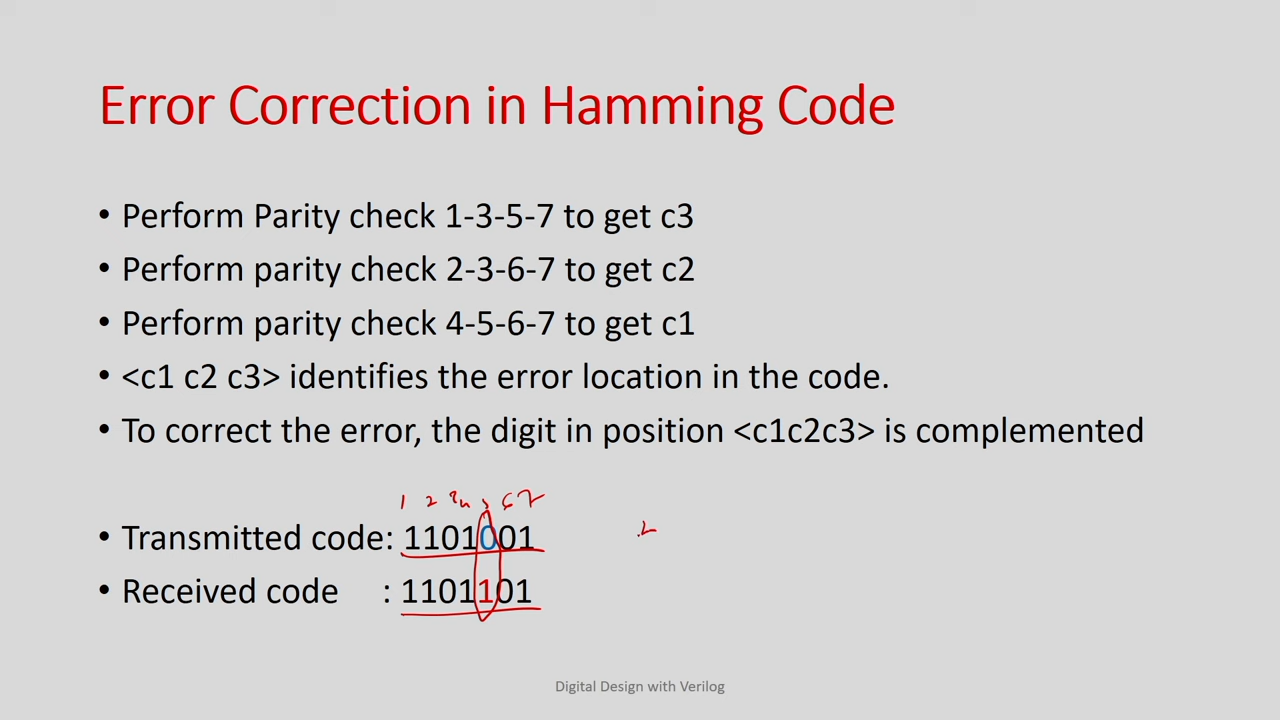 Error Correction in Hamming Code
• Perform Parity check 1-3-5-7 to get c3
• Perform parity check 2-3-6-7 to get c2
• Perform parity check 4-5-6-7 to get c1
• <c1 c2 c3> identifies the error location in the code.
• To correct the error, the digit in position <c1c2c3> is complemented
1 2 6 7
• Transmitted code: 1101001
• Received code : 1101101
Digital Design with Verilog